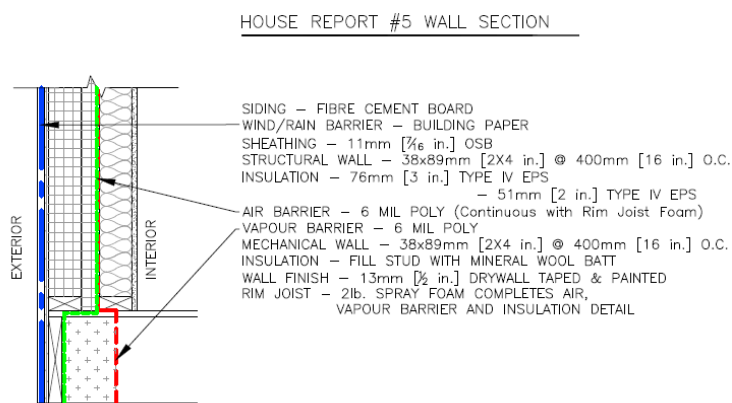 HOUSE REPORT #5 WALL SECTION
SIDING – FIBRE CEMENT BOARD
WIND/RAIN BARRIER – BUILDING PAPER
SHEATHING – 11mm [7⁄16 in.] OSB
STRUCTURAL WALL – 38x89mm [2X4 in.] @ 400mm [16 in.] O.C.
INSULATION – 76mm [3 in.] TYPE IV EPS
– 51mm [2 in.] TYPE IV EPS
AIR BARRIER – 6 MIL POLY (Continuous with Rim Joist Foam)
VAPOUR BARRIER – 6 MIL POLY
MECHANICAL WALL – 38x89mm [2X4 in.] @ 400mm [16 in.] O.C.
INSULATION – FILL STUD WITH MINERAL WOOL BATT
WALL FINISH – 13mm [½ in.] DRYWALL TAPED & PAINTED
RIM JOIST – 2lb. SPRAY FOAM COMPLETES AIR,
VAPOUR BARRIER AND INSULATION DETAIL
EXTERIOR
INTERIOR